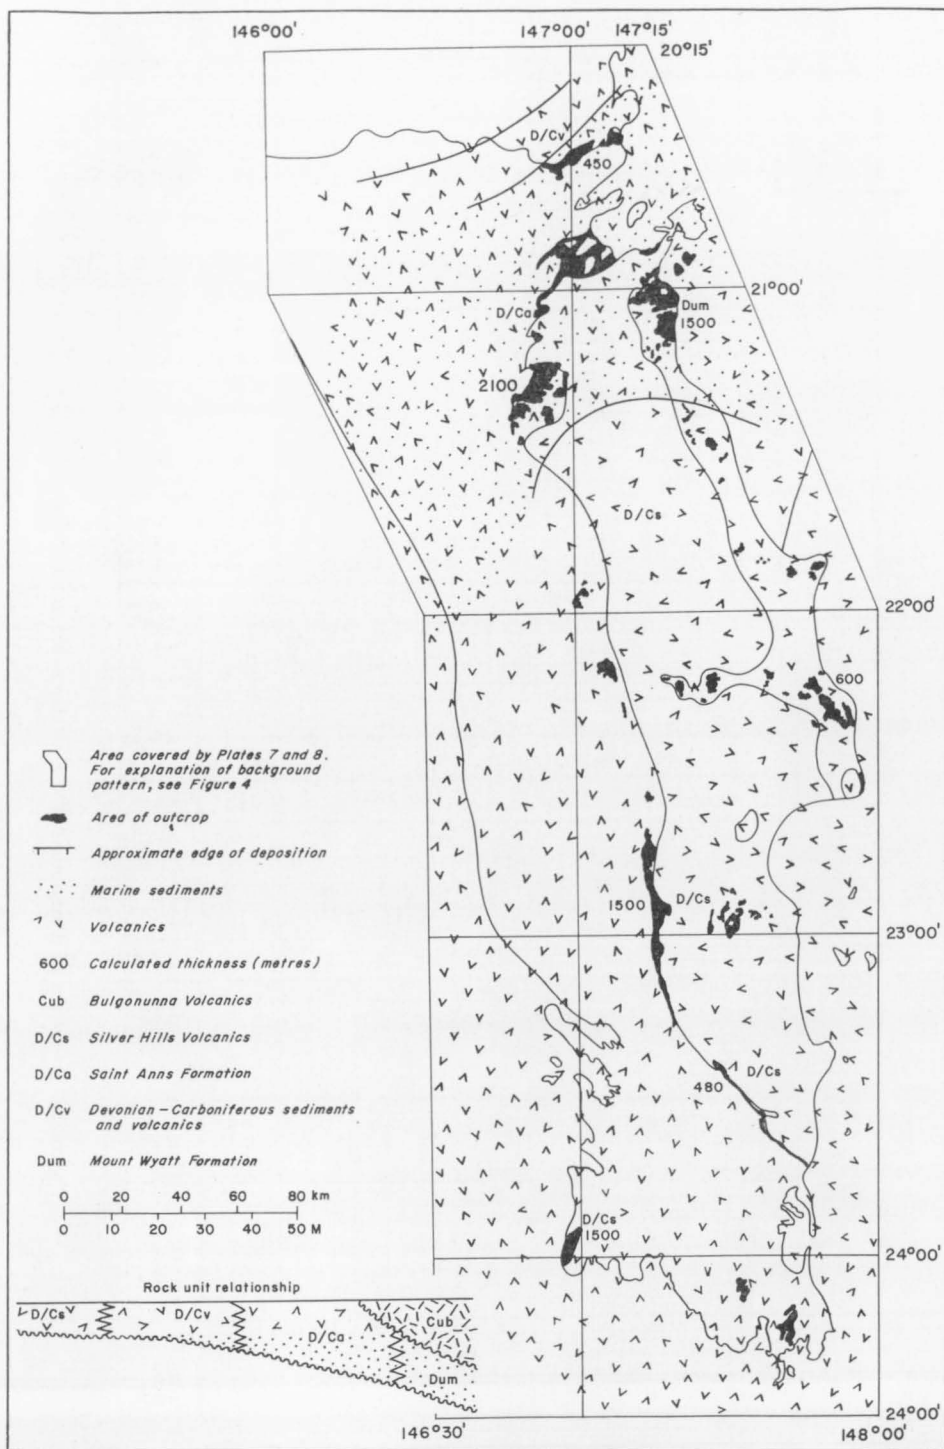 146°00'
147°00'
147°15'
20°15'
D/Cv
450
21°00'
D/Ca
Dum
1500
2100
D/Cs
22°00'
600
Area covered by Plates 7 and 8.
For explanation of background
pattern, see Figure 4
Area of outcrop
Approximate edge of deposition
Marine sediments
Volcanics
600 Calculated thickness (metres)
Cub Bulgonunna Volcanics
D/Cs Silver Hills Volcanics
D/Ca Saint Anns Formation
D/Cv Devonian – Carboniferous sediments
and volcanics
Dum Mount Wyatt Formation
1500
D/Cs
23°00'
D/Cs
480
0 20 40 60 80 km
0 10 20 30 40 50 M
D/Cs
1500
24°00'
Rock unit relationship
D/Cs
D/Cv
D/Ca
Cub
Dum
24°00'
146°30'
148°00'